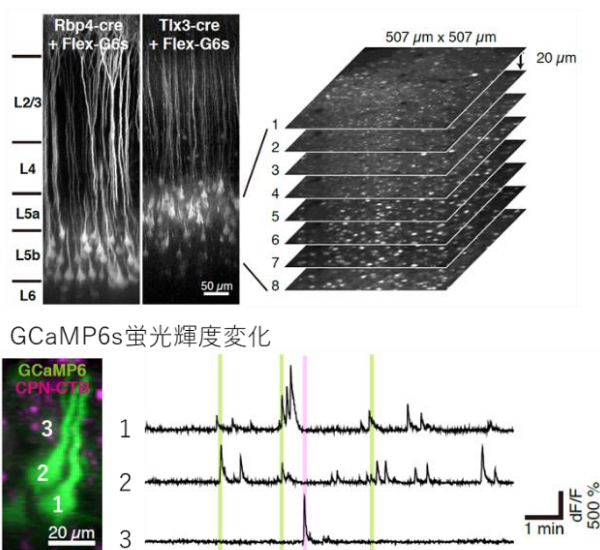 Rbp4-cre
+ Flex-G6s
Tlx3-cre
+ Flex-G6s
507 µm x 507 µm
20 µm
L2/3
L4
L5a
L5b
L6
50 µm
1
2
3
4
5
6
7
8
GCaMP6s蛍光輝度変化
GCaMP6
CPN-CTB
3
2
1
20 µm
1
2
3
1 min
dF/F
500 %